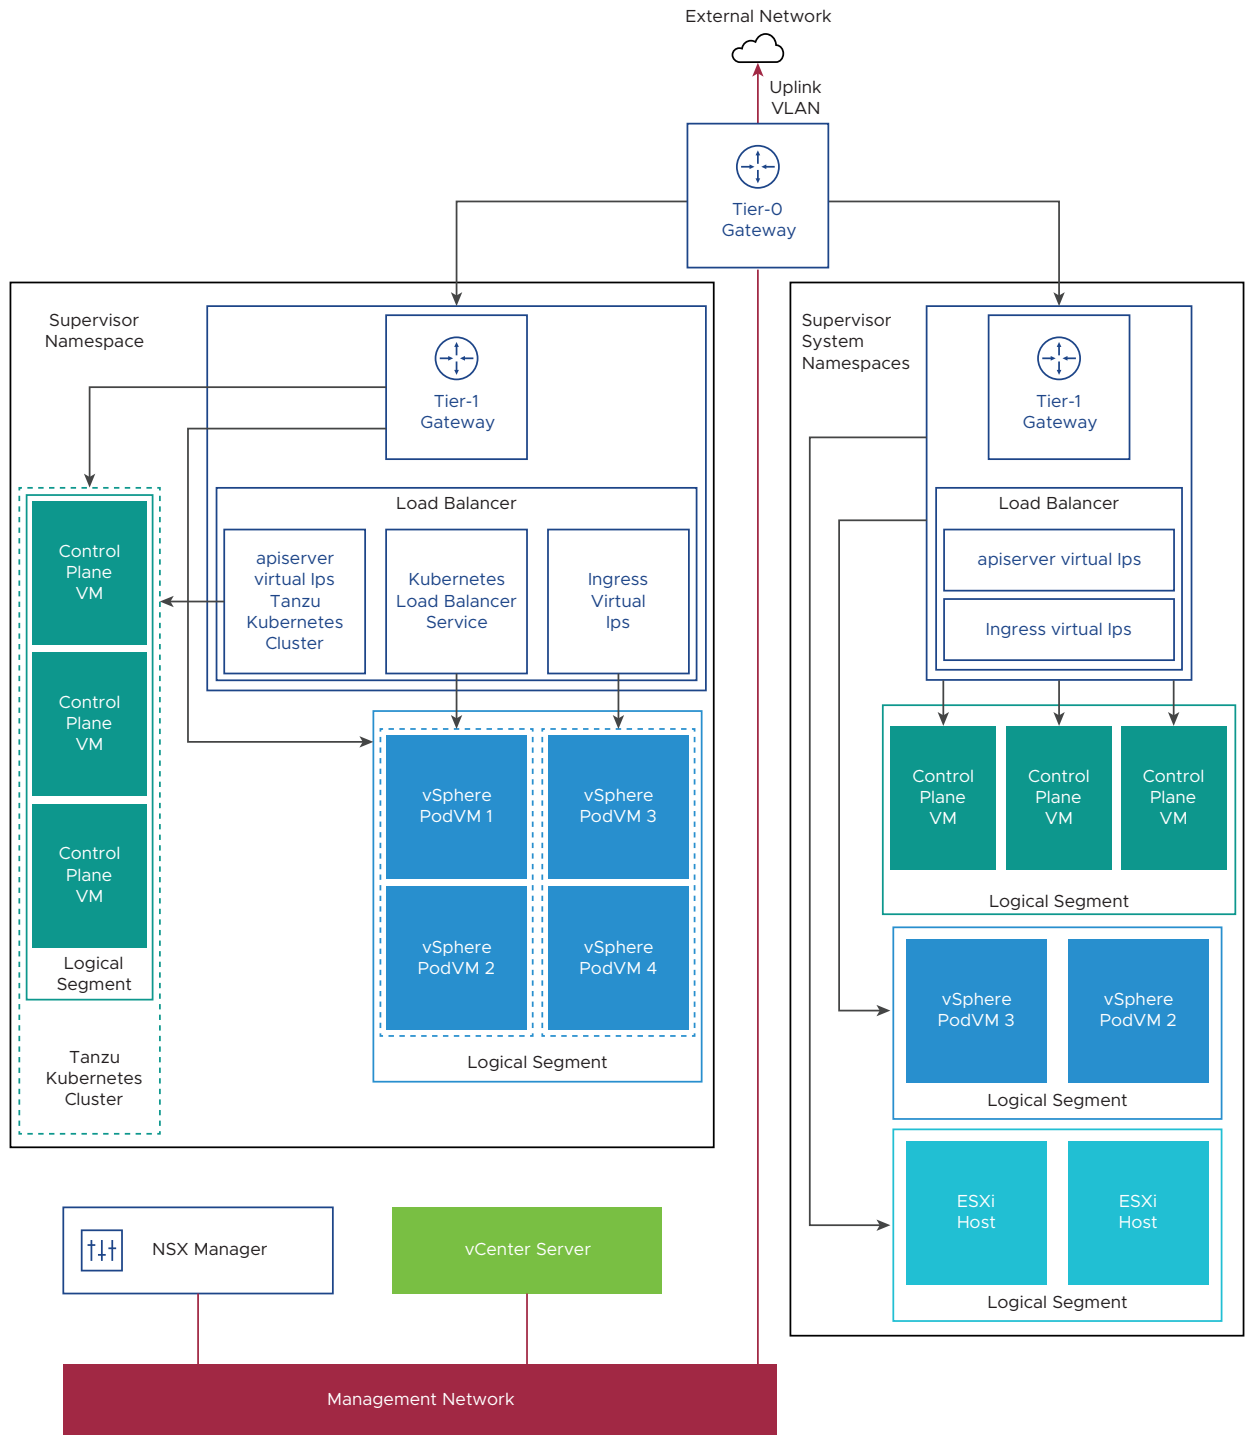 External Network
Uplink
VLAN
Tier-0
Gateway
Supervisor
Namespace
Tier-1
Gateway
Load Balancer
apiserver
virtual Ips
Tanzu
Kubernetes
Cluster
Kubernetes
Load Balancer
Service
Ingress
Virtual
Ips
Control
Plane
VM
Control
Plane
VM
Control
Plane
VM
Logical
Segment
Tanzu
Kubernetes
Cluster
vSphere
PodVM 1
vSphere
PodVM 3
vSphere
PodVM 2
vSphere
PodVM 4
Logical Segment
Supervisor
System
Namespaces
Tier-1
Gateway
Load Balancer
apiserver virtual Ips
Ingress virtual Ips
Control
Plane
VM
Control
Plane
VM
Control
Plane
VM
Logical Segment
vSphere
PodVM 3
vSphere
PodVM 2
Logical Segment
ESXi
Host
ESXi
Host
Logical Segment
NSX Manager
vCenter Server
Management Network